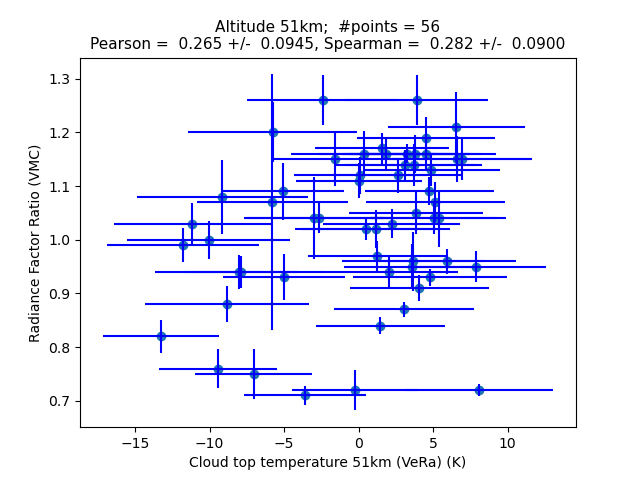 Altitude 51km;  #points = 56
Pearson =  0.265 +/-  0.0945, Spearman =  0.282 +/-  0.0900
Radiance Factor Ratio (VMC)
1.3
1.2
1.1
1.0
0.9
0.8
0.7
−15 −10 −5 0 5 10
Cloud top temperature 51km (VeRa) (K)